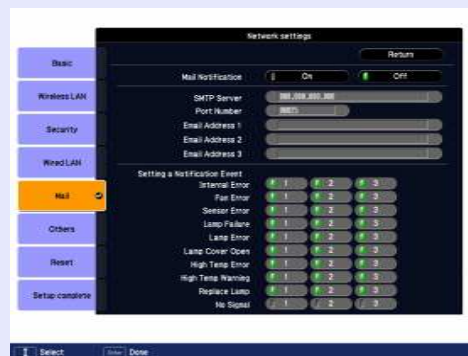 Network settings
Return
Basic
Mail Notification On Off
Wireless LAN
SMTP Server
Port Number
Security
Email Address 1
Email Address 2
Email Address 3
Wired LAN
Setting a Notification Event
Internal Error 1 2 3
Mail
Fan Error 1 2 3
Sensor Error 1 2 3
Lamp Failure 1 2 3
Others
Lamp Error 1 2 3
Lamp Cover Open 1 2 3
Reset
High Temp Error 1 2 3
High Temp Warning 1 2 3
Replace Lamp 1 2 3
Setup complete
No Signal 1 2 3
Select Enter Done